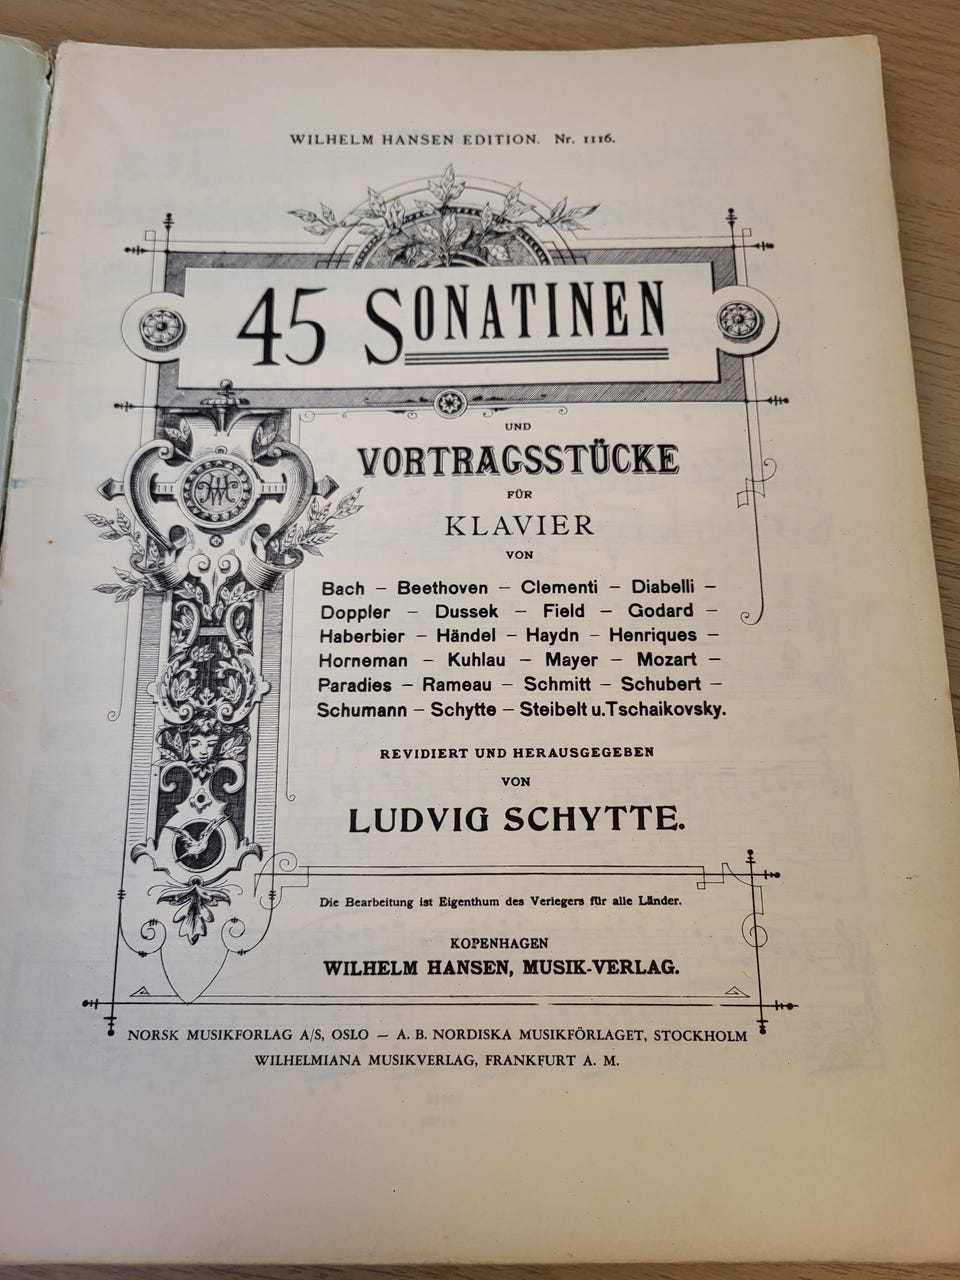 WILHELM HANSEN EDITION. Nr. 1116.
45 SONATINEN
UND
VORTRAGSSTÜCKE
FÜR
KLAVIER
VON
Bach – Beethoven – Clementi – Diabelli –
Doppler – Dussek – Field – Godard –
Haberbier – Händel – Haydn – Henriques –
Horneman – Kuhlau – Mayer – Mozart –
Paradies – Rameau – Schmitt – Schubert –
Schumann – Schytte – Steibelt u.Tschaikovsky.
REVIDIERT UND HERAUSGEGEBEN
VON
LUDVIG SCHYTTE.
Die Bearbeitung ist Eigenthum des Verlegers für alle Länder.
KOPENHAGEN
WILHELM HANSEN, MUSIK-VERLAG.
NORSK MUSIKFORLAG A/S, OSLO – A. B. NORDISKA MUSIKFÖRLAGET, STOCKHOLM
WILHELMIANA MUSIKVERLAG, FRANKFURT A. M.